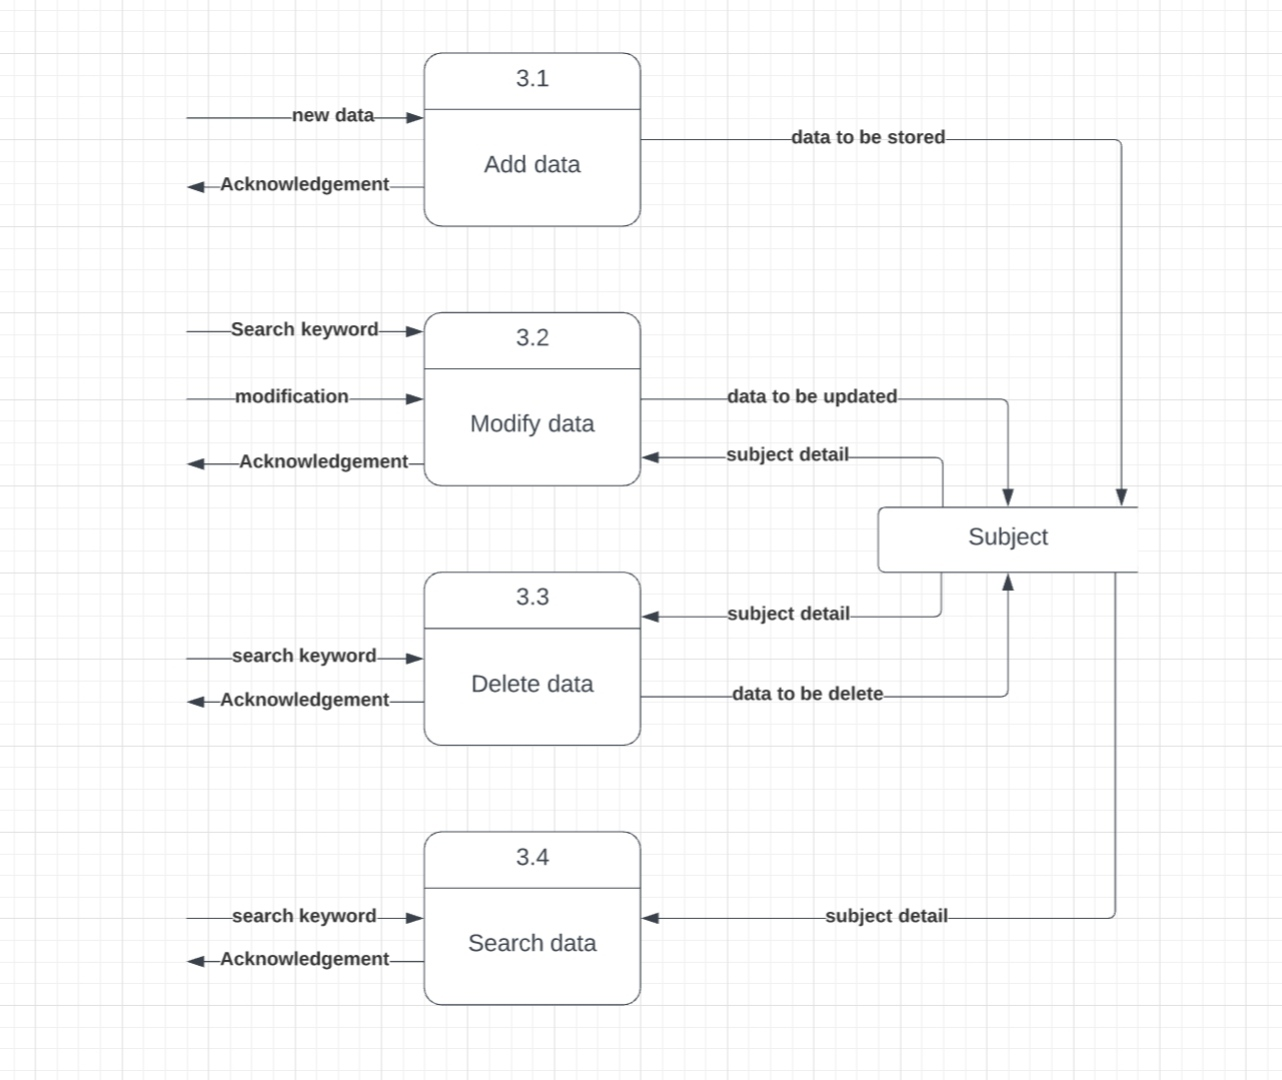 3.1
new data
data to be stored
Add data
Acknowledgement
3.2
Search keyword
modification
data to be updated
Modify data
subject detail
Acknowledgement
Subject
3.3
subject detail
search keyword
Delete data
data to be delete
Acknowledgement
3.4
search keyword
subject detail
Search data
Acknowledgement